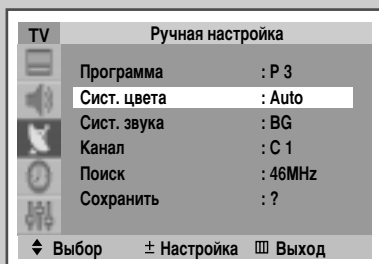 TV Ручная настройка
Программа : P 3
Сист. цвета : Auto
Сист. звука : BG
Канал : C 1
Поиск : 46MHz
Сохранить : ?
Выбор ± Настройка Выход